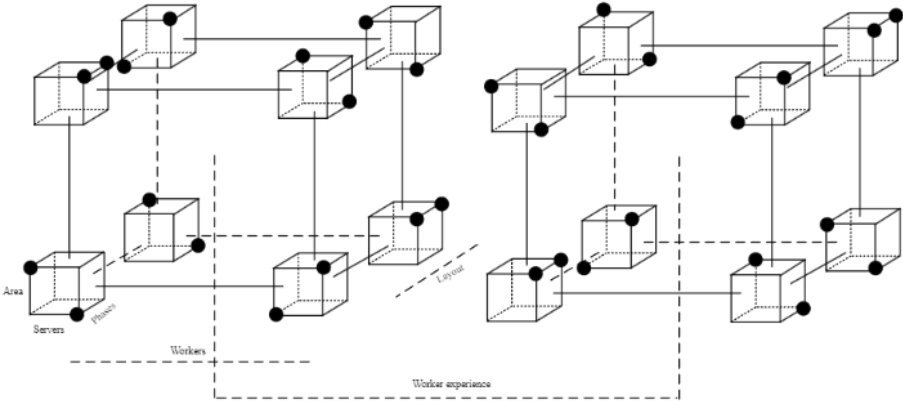 Layout
Area
Phases
Servers
Workers
Worker experience